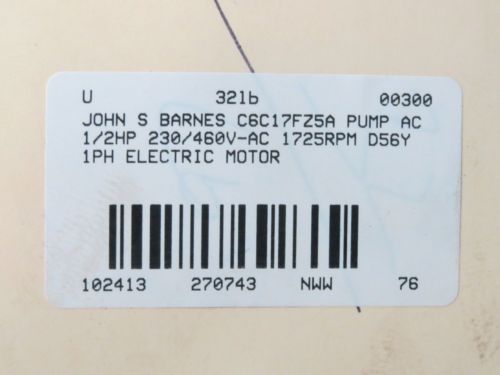 U 32lb 00300
JOHN S BARNES C6C17FZ5A PUMP AC
1/2HP 230/460V-AC 1725RPM D56Y
1PH ELECTRIC MOTOR
102413 270743 NWW 76